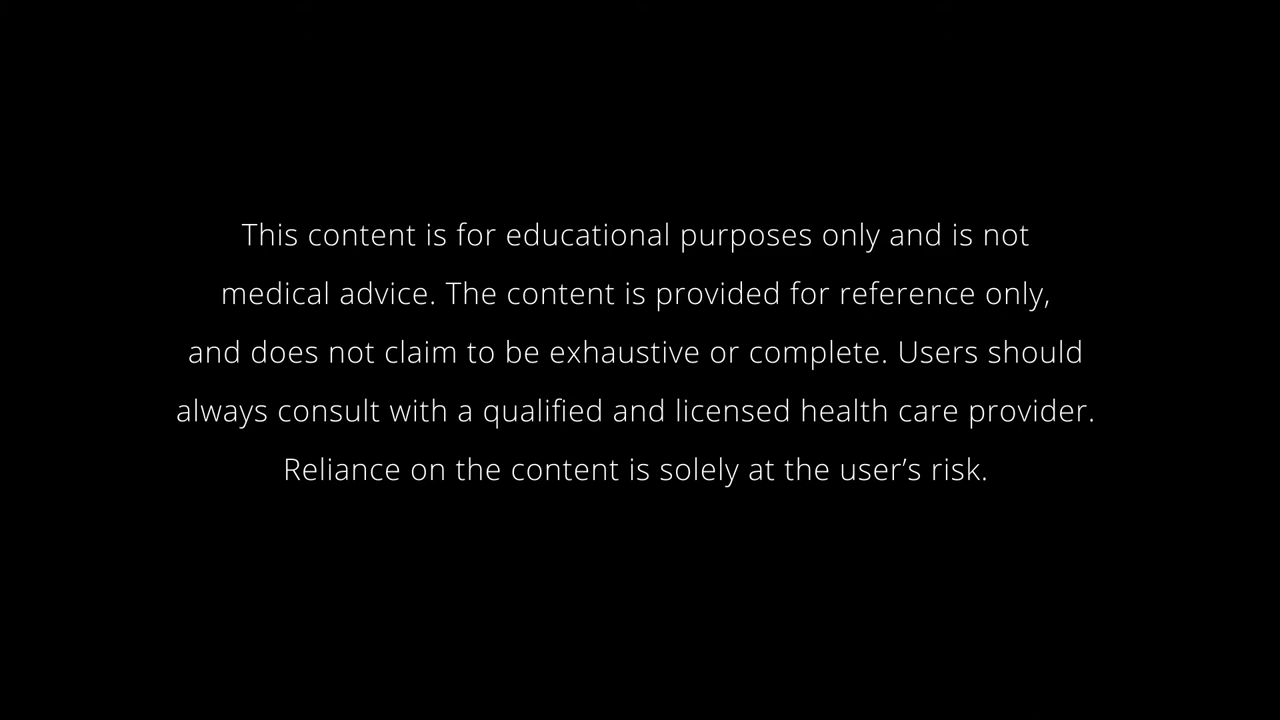 This content is for educational purposes only and is not
medical advice. The content is provided for reference only,
and does not claim to be exhaustive or complete. Users should
always consult with a qualified and licensed health care provider.
Reliance on the content is solely at the user’s risk.